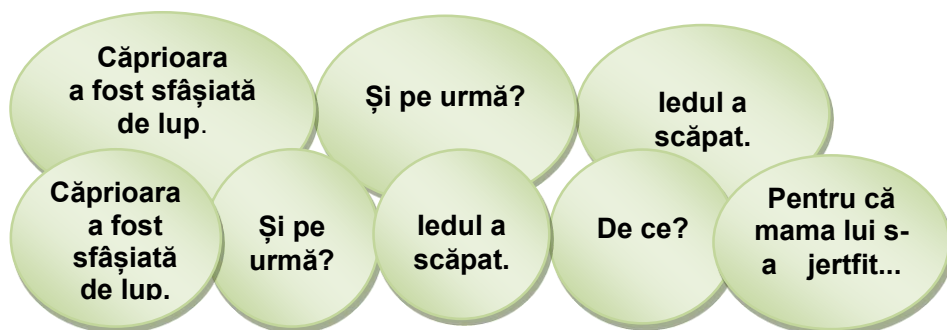 Căprioara
a fost sfâșiată
de lup.
Și pe urmă?
Iedul a
scăpat.
Căprioara
a fost
sfâșiată
de lup.
Și pe
urmă?
Iedul a
scăpat.
De ce?
Pentru că
mama lui s-
a jertfit...